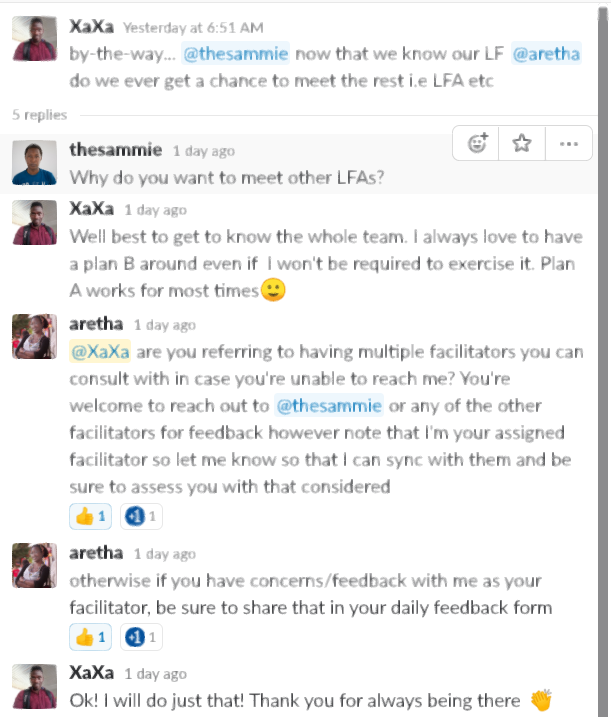 XaXa Yesterday at 6:51 AM
by-the-way... @thesammie now that we know our LF @aretha
do we ever get a chance to meet the rest i.e LFA etc
5 replies
thesammie 1 day ago
Why do you want to meet other LFAs?
XaXa 1 day ago
Well best to get to know the whole team. I always love to have
a plan B around even if I won't be required to exercise it. Plan
A works for most times🙂
aretha 1 day ago
@XaXa are you referring to having multiple facilitators you can
consult with in case you're unable to reach me? You're
welcome to reach out to @thesammie or any of the other
facilitators for feedback however note that I'm your assigned
facilitator so let me know so that I can sync with them and be
sure to assess you with that considered
👍 1 +1 1
aretha 1 day ago
otherwise if you have concerns/feedback with me as your
facilitator, be sure to share that in your daily feedback form
👍 1 +1 1
XaXa 1 day ago
Ok! I will do just that! Thank you for always being there 👏